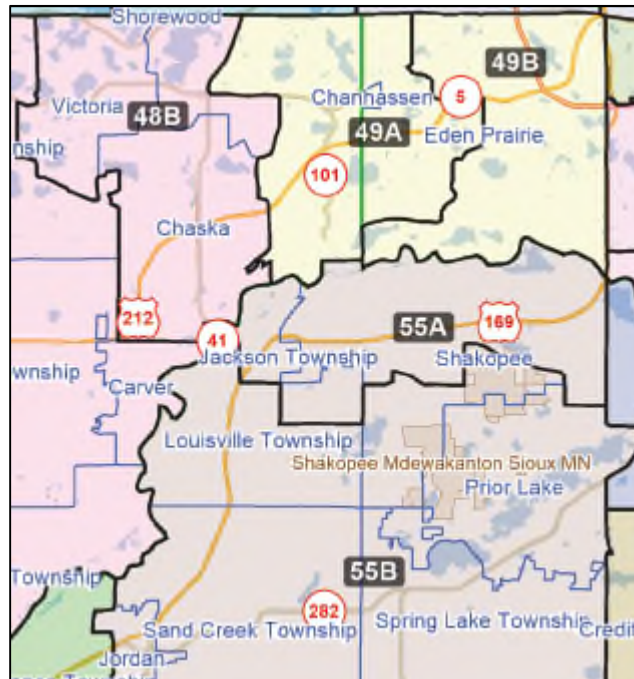 Shorewood
49B
Victoria
48B
Chanhassen
5
nship
49A
Eden Prairie
101
Chaska
212
41
55A
169
Jackson Township
Shakopee
wnship
Carver
Louisville Township
Shakopee Mdewakanton Sioux MN
Prior Lake
Township
55B
282
Sand Creek Township
Spring Lake Township
Credit
Jordan
Township